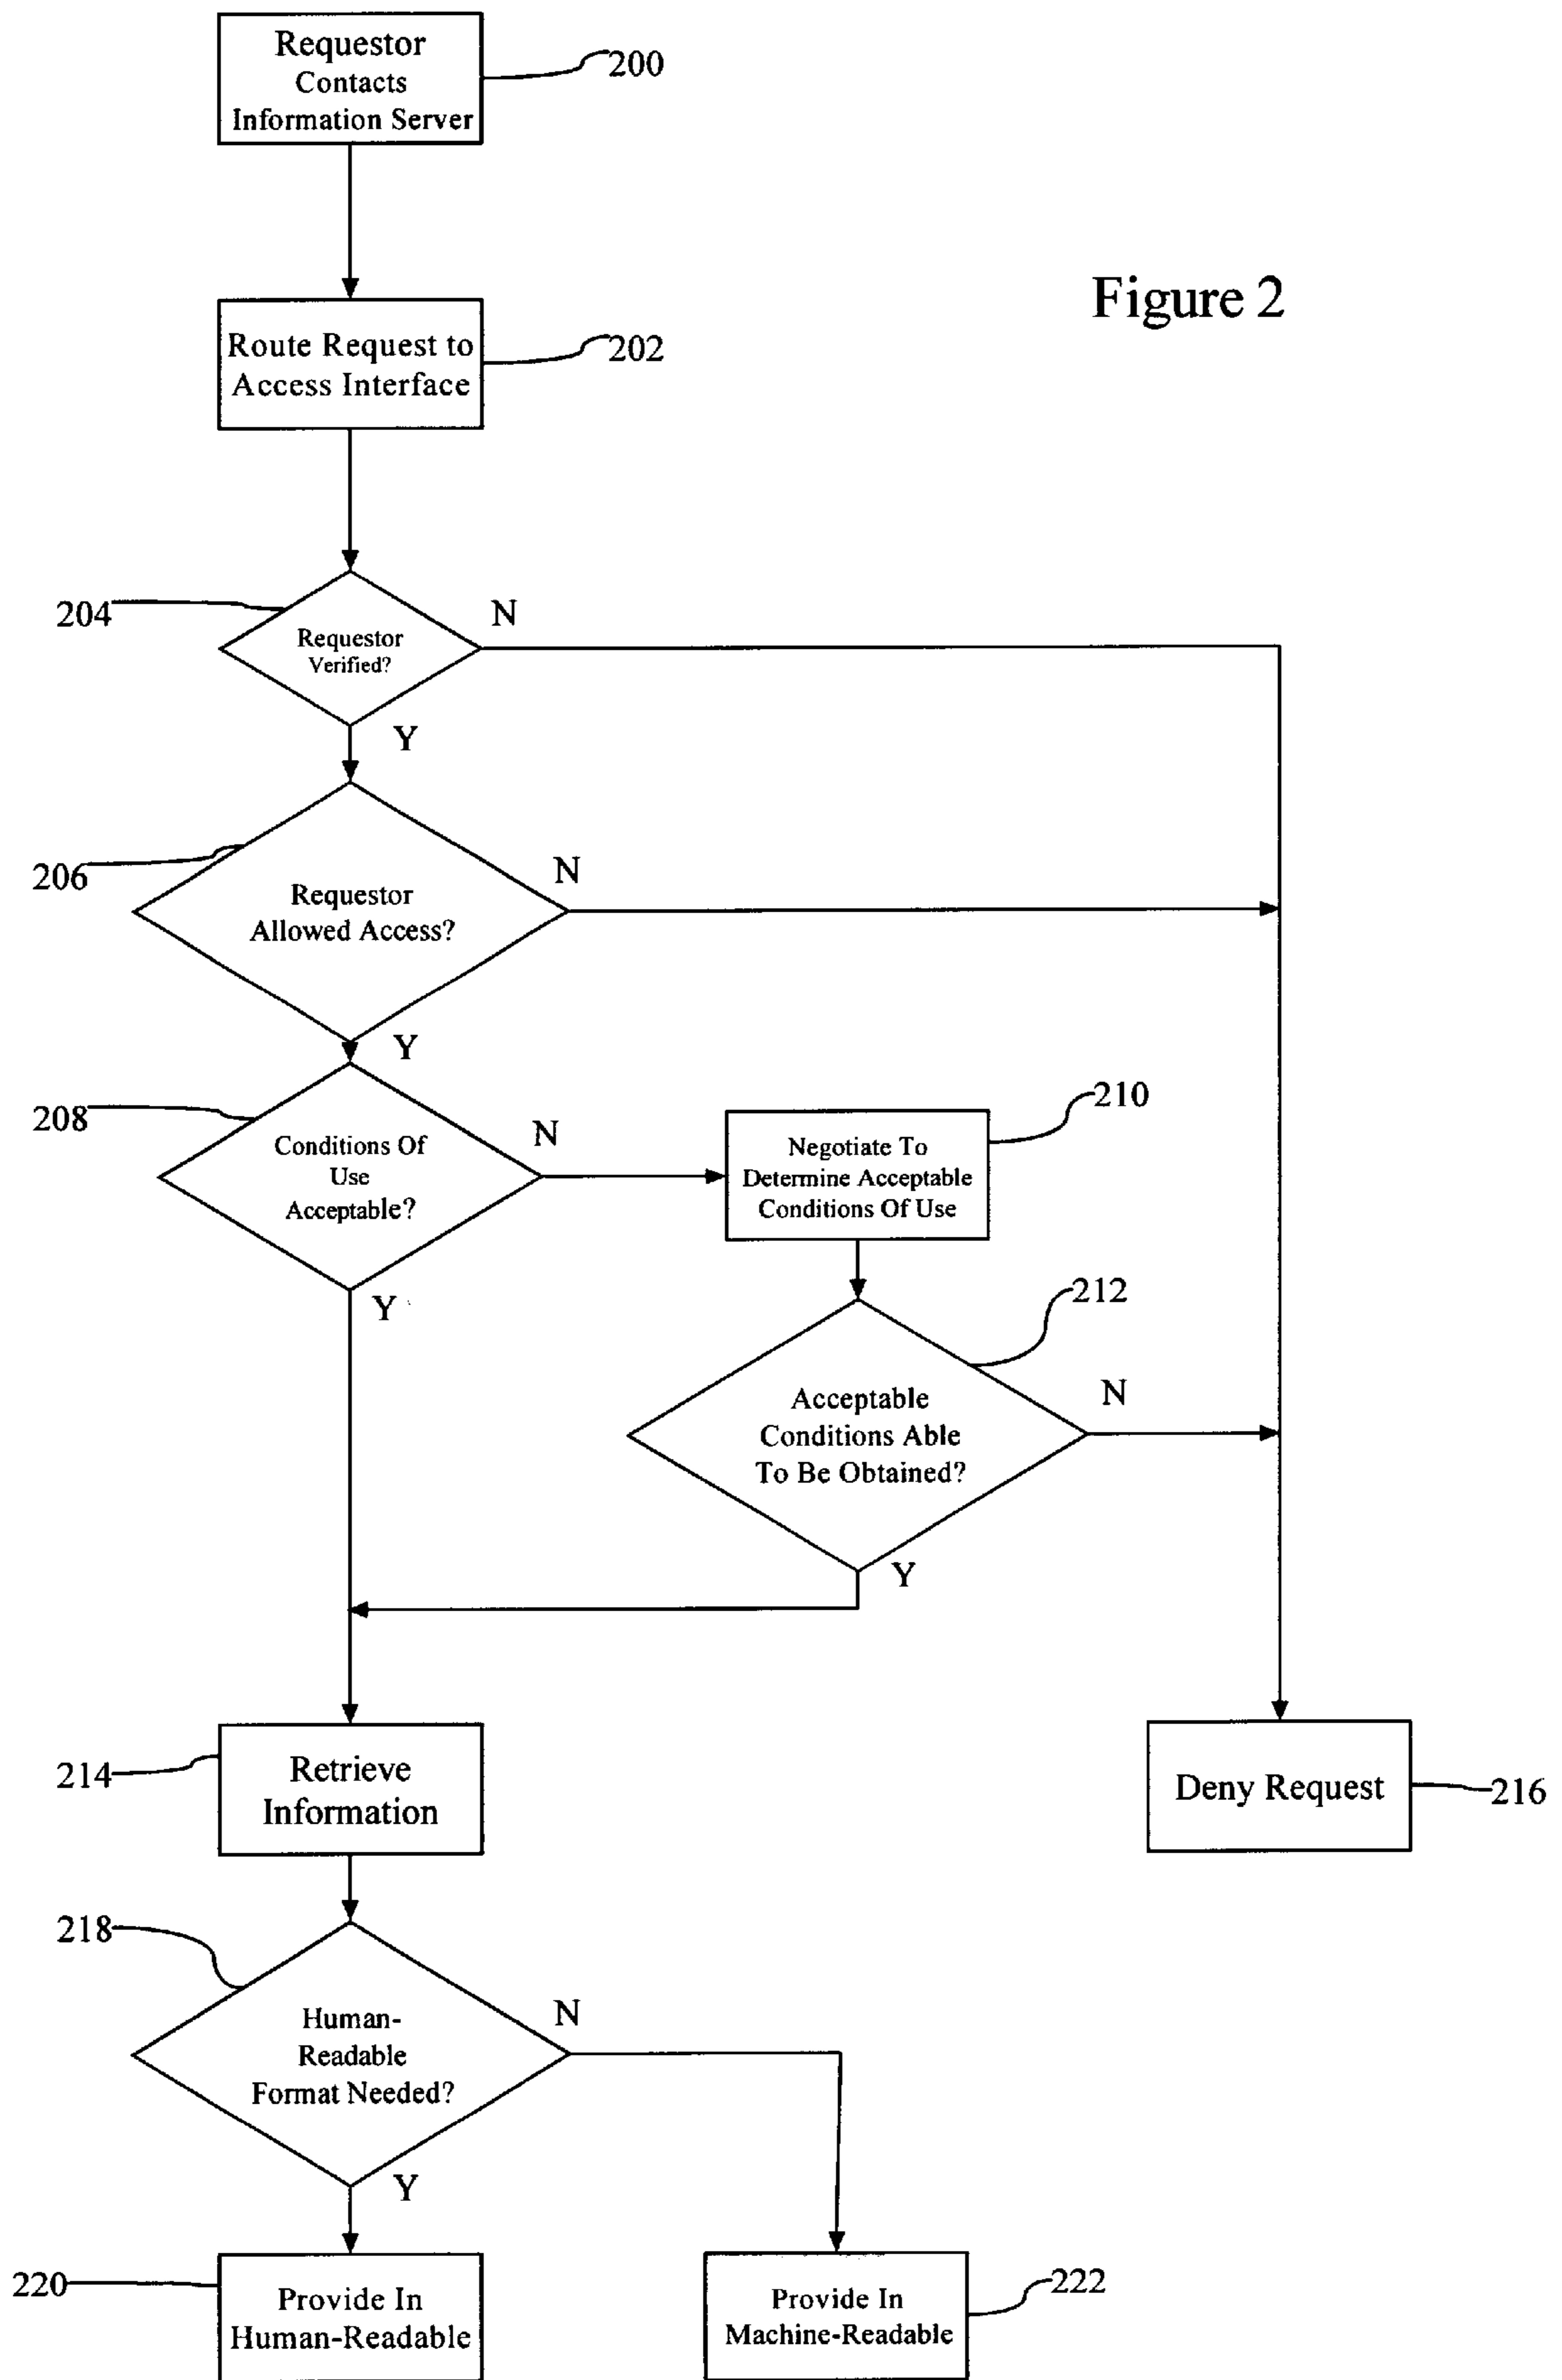 Requestor
Contacts
Information Server
200
Figure 2
Route Request to
Access Interface
202
204
Requestor
Verified?
N
Y
206
Requestor
Allowed Access?
N
Y
208
Conditions Of
Use
Acceptable?
N
Y
210
Negotiate To
Determine Acceptable
Conditions Of Use
212
Acceptable
Conditions Able
To Be Obtained?
N
Y
214
Retrieve
Information
Deny Request
216
218
Human-
Readable
Format Needed?
N
Y
220
Provide In
Human-Readable
Provide In
Machine-Readable
222